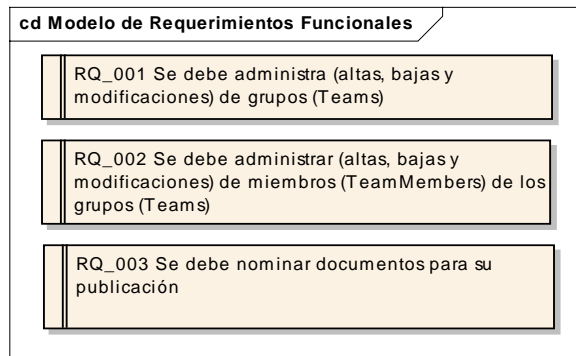 cd Modelo de Requerimientos Funcionales
RQ_001 Se debe administra (altas, bajas y
modificaciones) de grupos (Teams)
RQ_002 Se debe administrar (altas, bajas y
modificaciones) de miembros (TeamMembers) de los
grupos (Teams)
RQ_003 Se debe nominar documentos para su
publicación